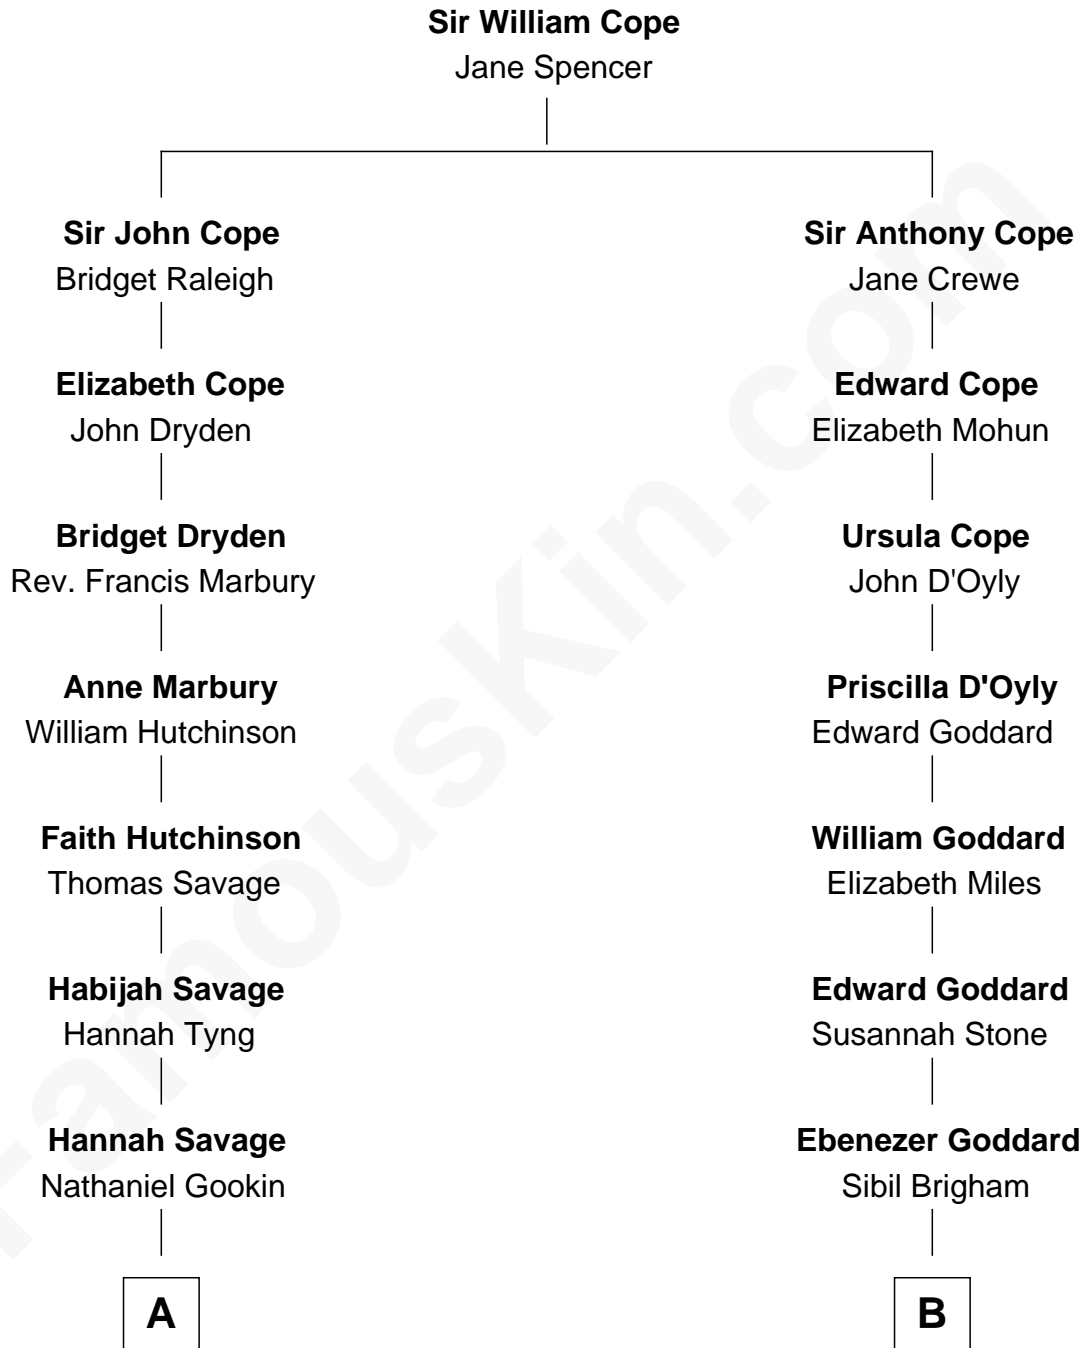 Sir William Cope
Jane Spencer
Sir John Cope
Bridget Raleigh
Sir Anthony Cope
Jane Crewe
Elizabeth Cope
John Dryden
Edward Cope
Elizabeth Mohun
Bridget Dryden
Rev. Francis Marbury
Ursula Cope
John D'Oyly
Anne Marbury
William Hutchinson
Priscilla D'Oyly
Edward Goddard
Faith Hutchinson
Thomas Savage
William Goddard
Elizabeth Miles
Habijah Savage
Hannah Tyng
Edward Goddard
Susannah Stone
Hannah Savage
Nathaniel Gookin
Ebenezer Goddard
Sibil Brigham
A
B
FamousKin.com